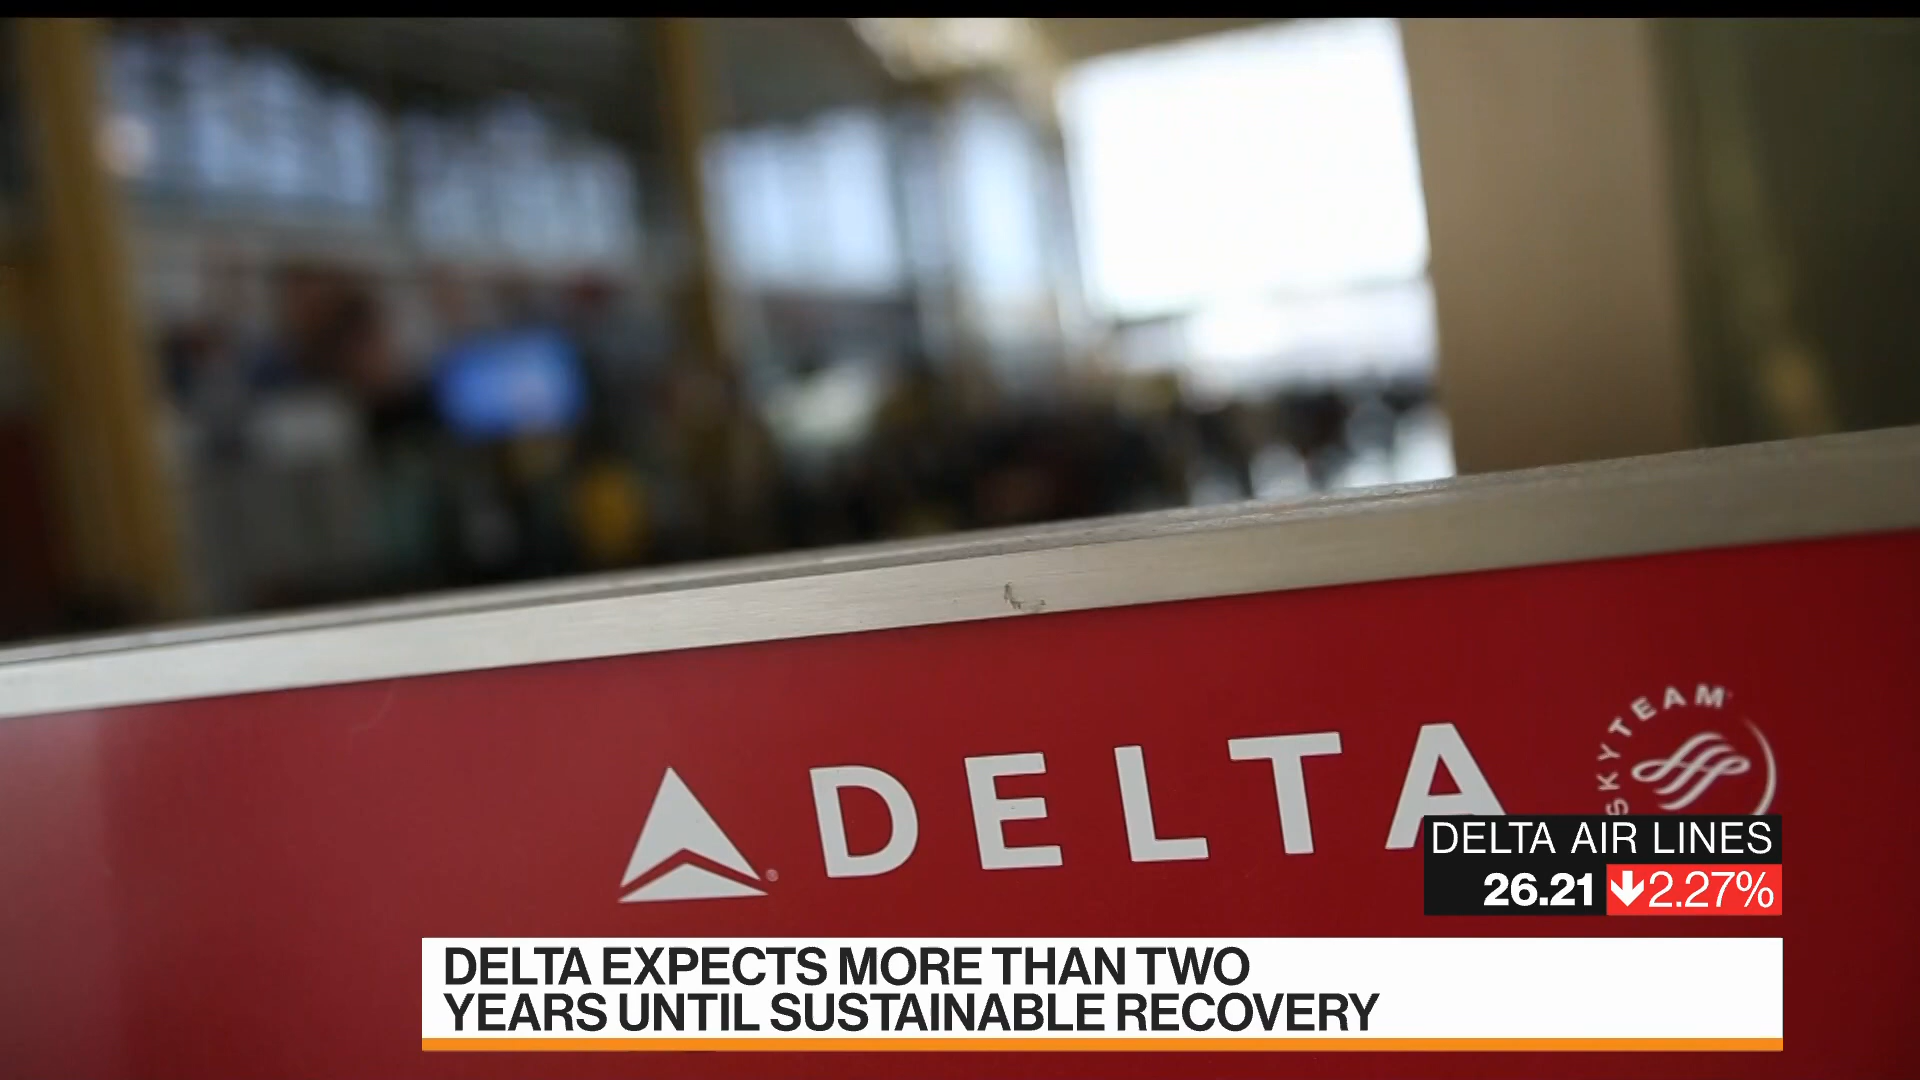 SKYTEAM
DELTA
DELTA AIR LINES
26.21 2.27%
DELTA EXPECTS MORE THAN TWO
YEARS UNTIL SUSTAINABLE RECOVERY